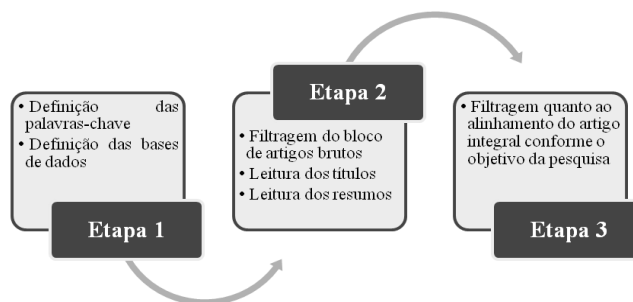 • Definição das
palavras-chave
• Definição das bases
de dados
Etapa 1
Etapa 2
• Filtragem do bloco
de artigos brutos
• Leitura dos títulos
• Leitura dos resumos
• Filtragem quanto ao
alinhamento do artigo
integral conforme o
objetivo da pesquisa
Etapa 3